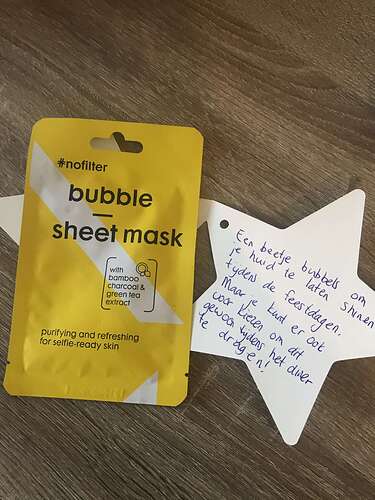 #nofilter
bubble
sheet mask
with
bamboo
charcoal &
green tea
extract
purifying and refreshing
for selfie-ready skin
Een beetje bubbels om
je huid te laten shinen
tijdens de feestdagen.
Maar je kunt er ook
voor kiezen om dit
gewoon tijdens het diner
te dragen!